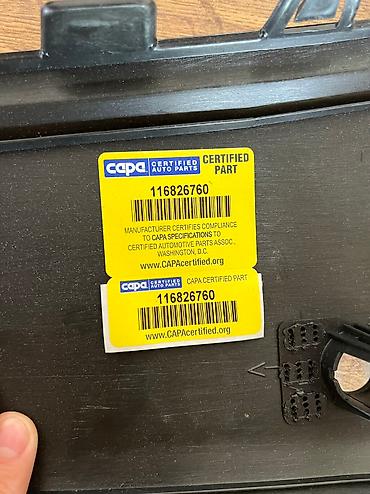 capa CERTIFIED AUTO PARTS CERTIFIED PART
116826760
MANUFACTURER CERTIFIES COMPLIANCE
TO CAPA SPECIFICATIONS TO
CERTIFIED AUTOMOTIVE PARTS ASSOC.,
WASHINGTON, D.C.
www.CAPAcertified.org
capa CERTIFIED AUTO PARTS CAPA CERTIFIED PART
116826760
www.CAPAcertified.org